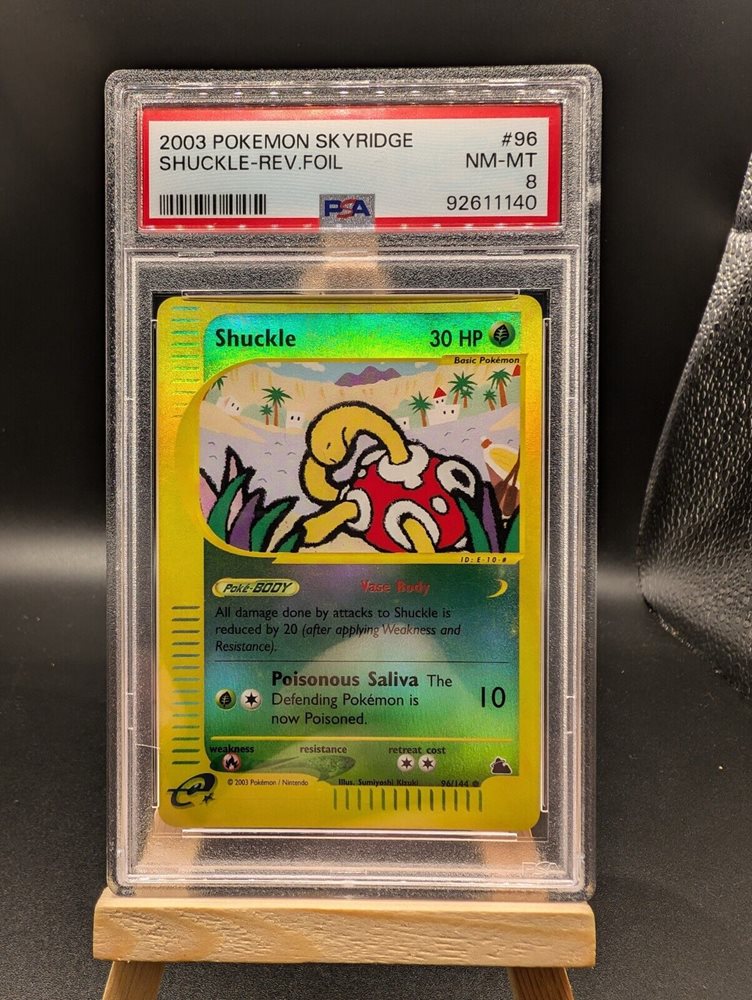 2003 POKEMON SKYRIDGE #96
SHUCKLE-REV.FOIL NM-MT
8
PSA 92611140
Shuckle 30 HP
Basic Pokémon
ID: E-10-#
Poké-BODY Vase Body
All damage done by attacks to Shuckle is
reduced by 20 (after applying Weakness and
Resistance).
Poisonous Saliva The
Defending Pokémon is
now Poisoned.
10
weakness resistance retreat cost
© 2003 Pokémon / Nintendo Illus. Sumiyoshi Kizuki 96/144
e
PSA